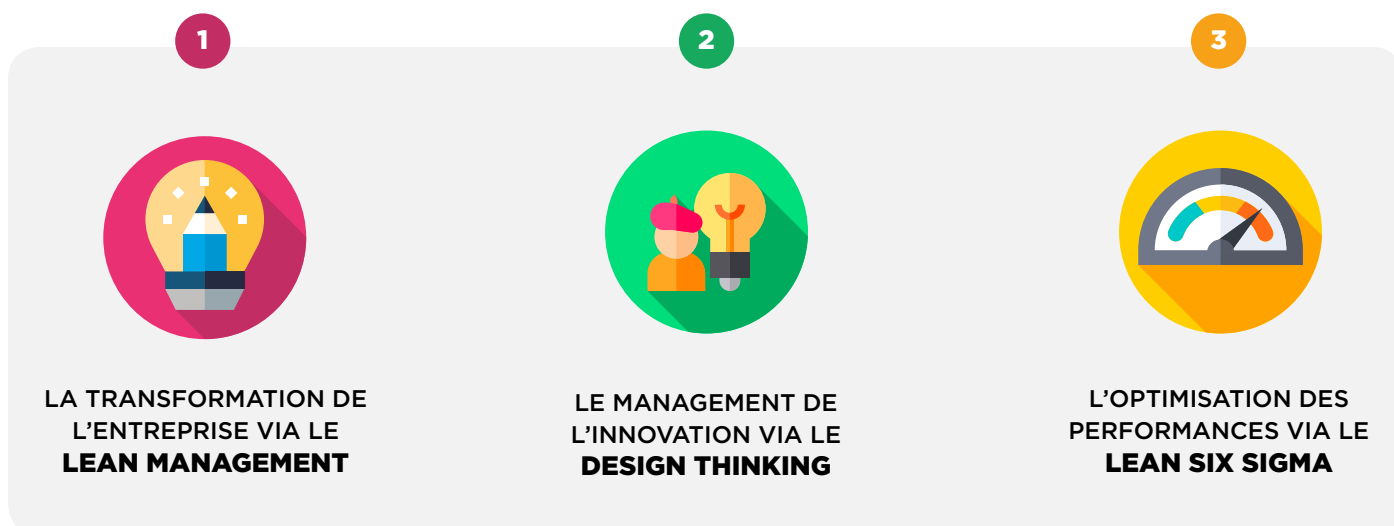 1
LA TRANSFORMATION DE
L’ENTREPRISE VIA LE
LEAN MANAGEMENT
2
LE MANAGEMENT DE
L’INNOVATION VIA LE
DESIGN THINKING
3
L’OPTIMISATION DES
PERFORMANCES VIA LE
LEAN SIX SIGMA